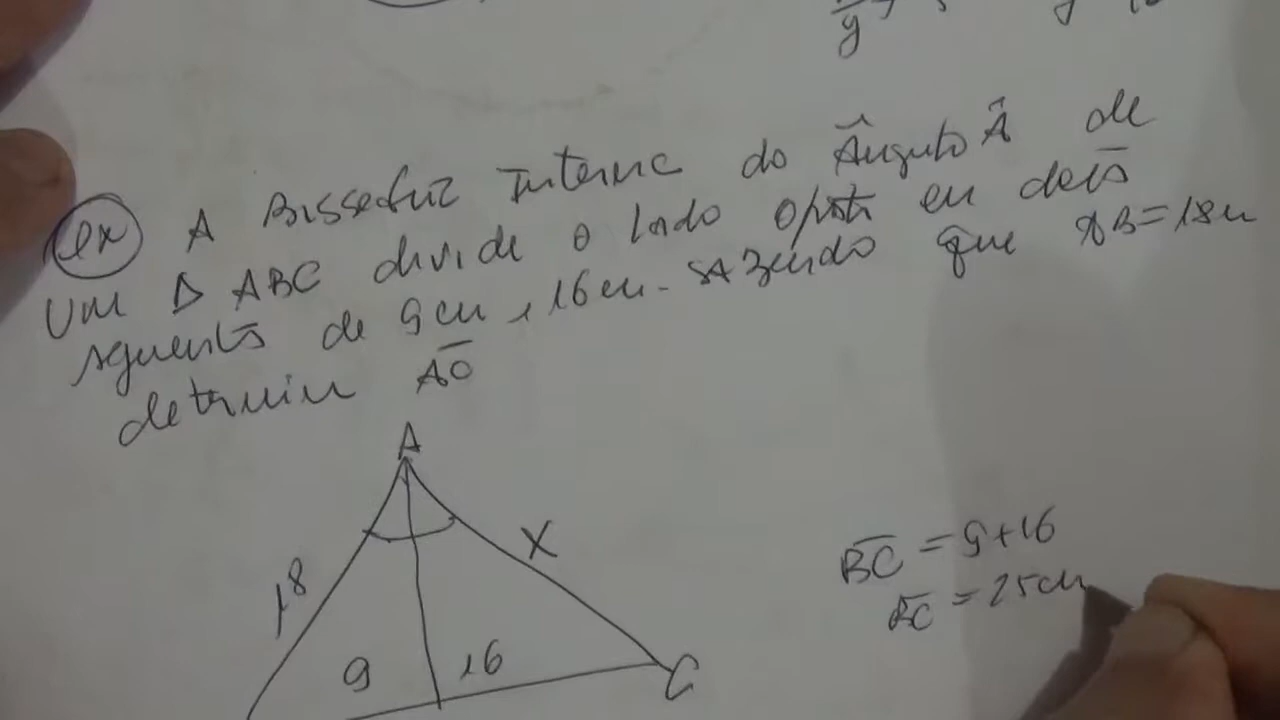 y
ex A Bissetriz Interna do Ângulo Â de
um Δ ABC divide o lado oposto em dois
segmentos de 9cm, 16cm. sabendo que AB=18cm
determine AC
A
18
X
9
16
C
BC = 9+16
BC = 25cm